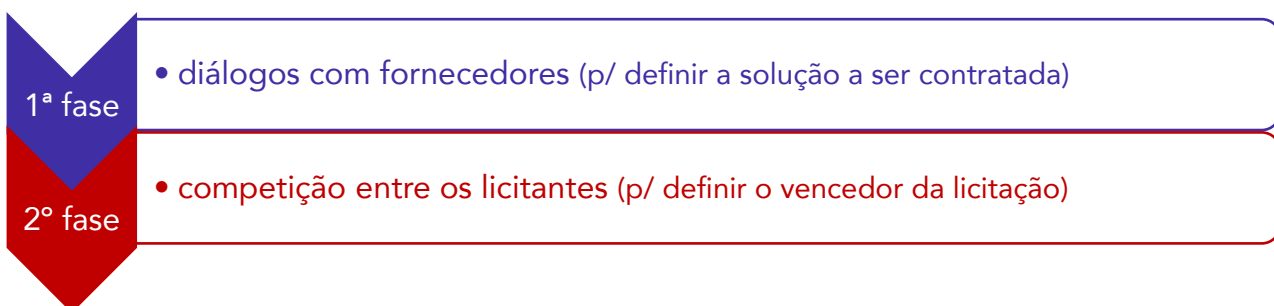 1ª fase
• diálogos com fornecedores (p/ definir a solução a ser contratada)
2º fase
• competição entre os licitantes (p/ definir o vencedor da licitação)